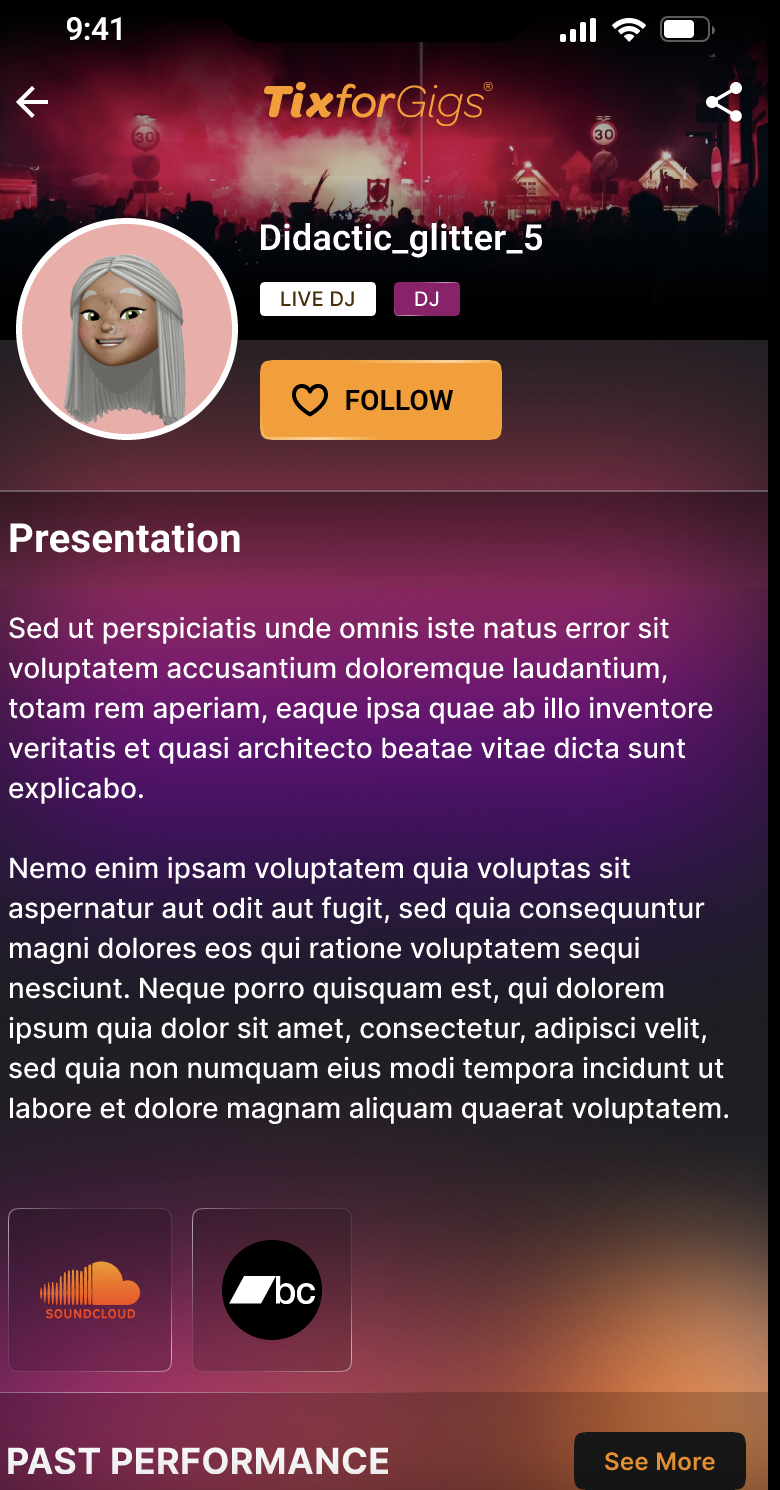 9:41
TixforGigs®
30
30
Didactic_glitter_5
LIVE DJ
DJ
FOLLOW
Presentation
Sed ut perspiciatis unde omnis iste natus error sit
voluptatem accusantium doloremque laudantium,
totam rem aperiam, eaque ipsa quae ab illo inventore
veritatis et quasi architecto beatae vitae dicta sunt
explicabo.
Nemo enim ipsam voluptatem quia voluptas sit
aspernatur aut odit aut fugit, sed quia consequuntur
magni dolores eos qui ratione voluptatem sequi
nesciunt. Neque porro quisquam est, qui dolorem
ipsum quia dolor sit amet, consectetur, adipisci velit,
sed quia non numquam eius modi tempora incidunt ut
labore et dolore magnam aliquam quaerat voluptatem.
SOUNDCLOUD
bc
PAST PERFORMANCE
See More